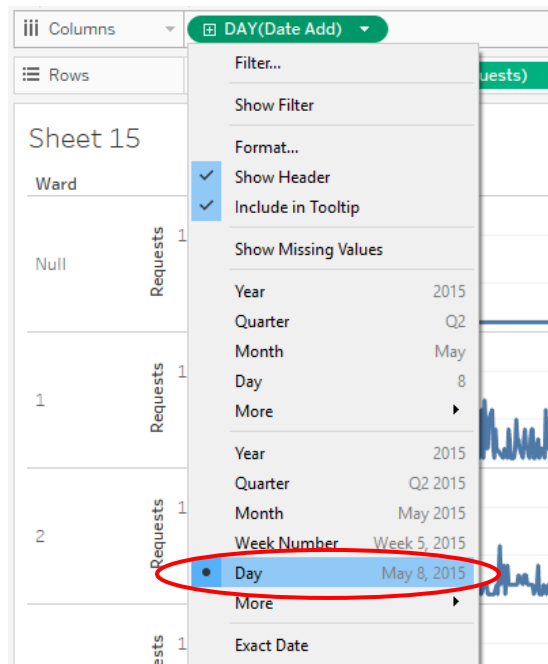 Columns DAY(Date Add)
Rows uests)
Sheet 15
Ward
Null Requests 1
1 Requests 1
2 Requests 1
ests 1
Filter...
Show Filter
Format...
Show Header
Include in Tooltip
Show Missing Values
Year 2015
Quarter Q2
Month May
Day 8
More
Year 2015
Quarter Q2 2015
Month May 2015
Week Number Week 5, 2015
Day May 8, 2015
More
Exact Date